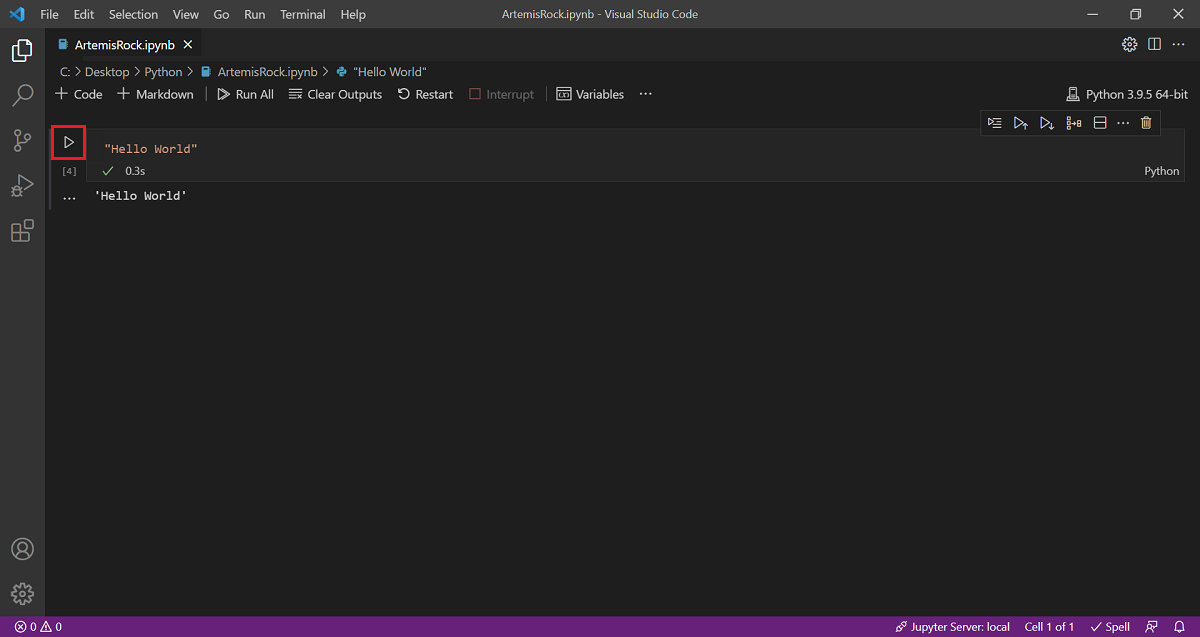 File Edit Selection View Go Run Terminal Help ArtemisRock.ipynb - Visual Studio Code
ArtemisRock.ipynb
C: > Desktop > Python > ArtemisRock.ipynb > "Hello World"
+ Code + Markdown | Run All Clear Outputs Restart Interrupt | Variables ... Python 3.9.5 64-bit
"Hello World"
[4] 0.3s Python
... 'Hello World'
0 0 Jupyter Server: local Cell 1 of 1 Spell